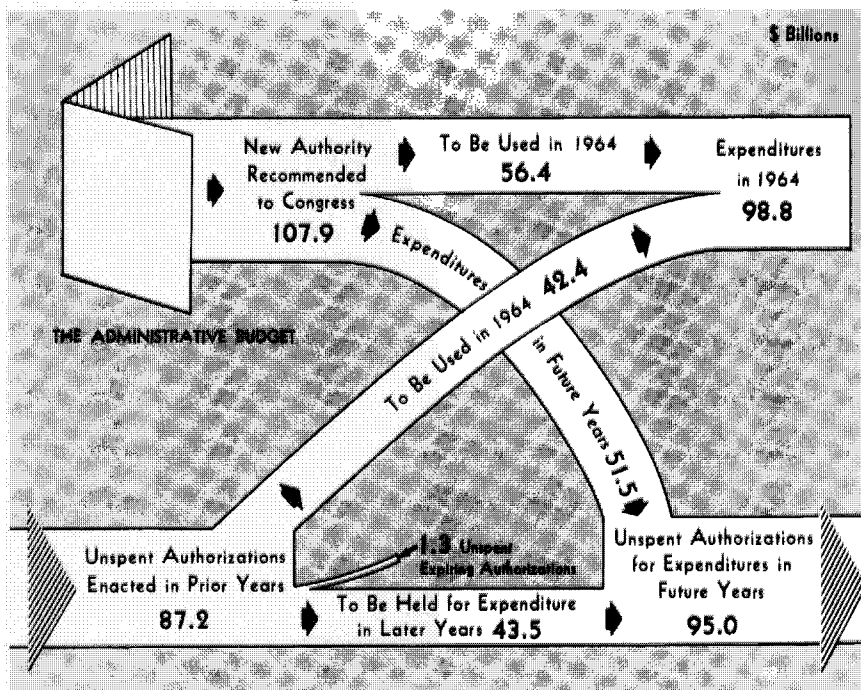 $ Billions
New Authority
Recommended
to Congress
107.9
To Be Used in 1964
56.4
Expenditures
in 1964
98.8
Expenditures
in Future Years 51.5
To Be Used in 1964 42.4
THE ADMINISTRATIVE BUDGET
Unspent Authorizations
Enacted in Prior Years
87.2
1.3 Unspent
Expiring Authorizations
To Be Held for Expenditure
in Later Years 43.5
Unspent Authorizations
for Expenditures in
Future Years
95.0